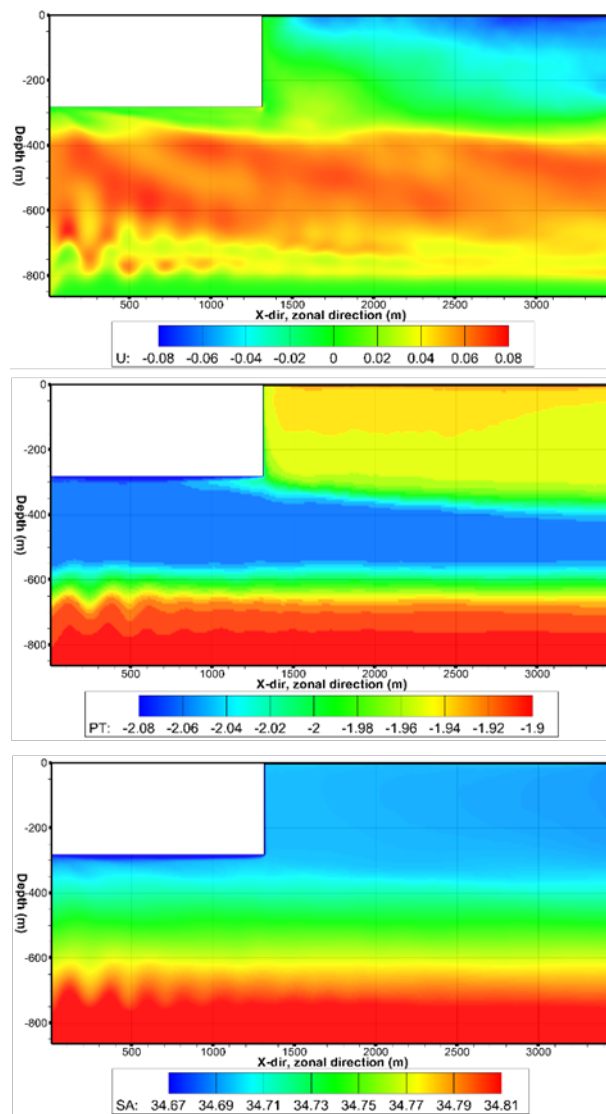 0
-200
-400
-600
-800
Depth (m)
500 1000 1500 2000 2500 3000
X-dir, zonal direction (m)
U: -0.08 -0.06 -0.04 -0.02 0 0.02 0.04 0.06 0.08
0
-200
-400
-600
-800
Depth (m)
500 1000 1500 2000 2500 3000
X-dir, zonal direction (m)
PT: -2.08 -2.06 -2.04 -2.02 -2 -1.98 -1.96 -1.94 -1.92 -1.9
0
-200
-400
-600
-800
Depth (m)
500 1000 1500 2000 2500 3000
X-dir, zonal direction (m)
SA: 34.67 34.69 34.71 34.73 34.75 34.77 34.79 34.81